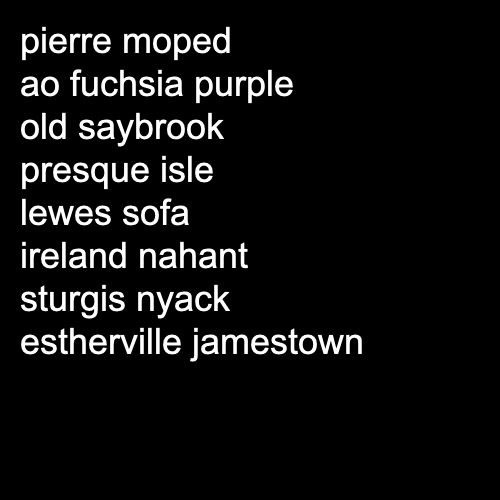 pierre moped
ao fuchsia purple
old saybrook
presque isle
lewes sofa
ireland nahant
sturgis nyack
estherville jamestown